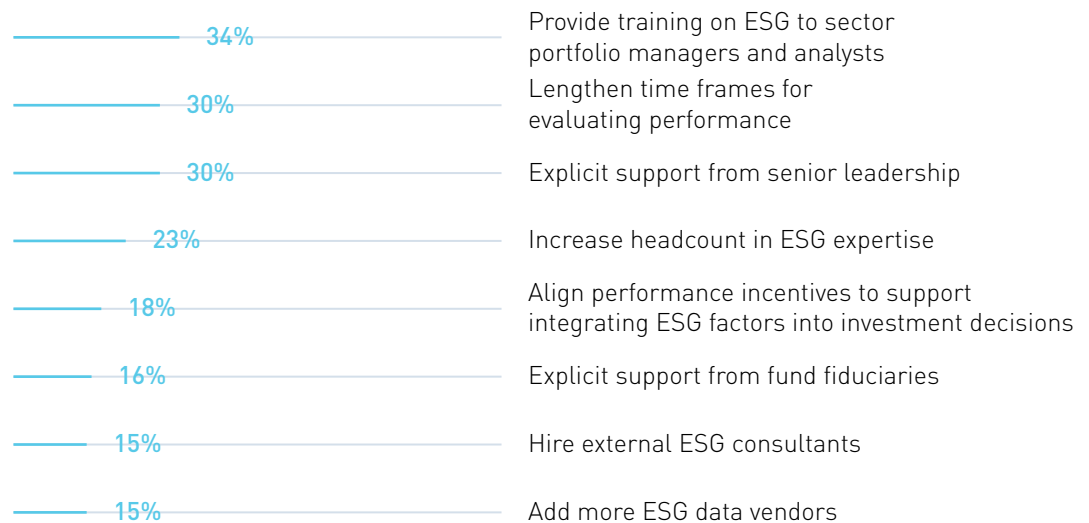 34%
Provide training on ESG to sector
portfolio managers and analysts
30%
Lengthen time frames for
evaluating performance
30%
Explicit support from senior leadership
23%
Increase headcount in ESG expertise
18%
Align performance incentives to support
integrating ESG factors into investment decisions
16%
Explicit support from fund fiduciaries
15%
Hire external ESG consultants
15%
Add more ESG data vendors